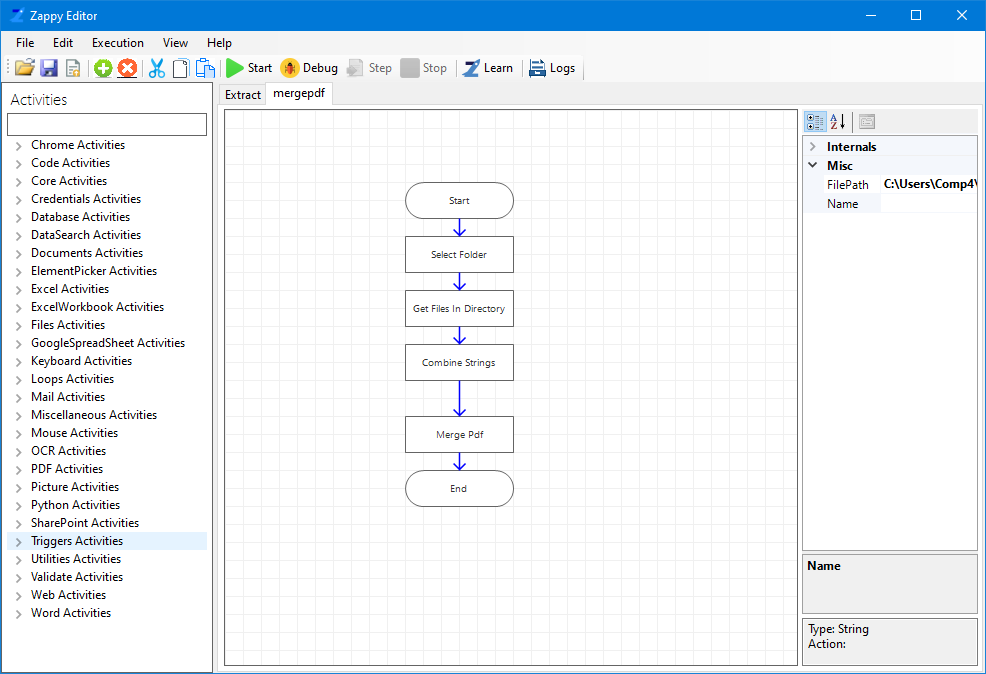 Zappy Editor
File Edit Execution View Help
Start Debug Step Stop Learn Logs
Activities
Extract mergepdf
Chrome Activities
Code Activities
Core Activities
Credentials Activities
Database Activities
DataSearch Activities
Documents Activities
ElementPicker Activities
Excel Activities
ExcelWorkbook Activities
Files Activities
GoogleSpreadSheet Activities
Keyboard Activities
Loops Activities
Mail Activities
Miscellaneous Activities
Mouse Activities
OCR Activities
PDF Activities
Picture Activities
Python Activities
SharePoint Activities
Triggers Activities
Utilities Activities
Validate Activities
Web Activities
Word Activities
Start
Select Folder
Get Files In Directory
Combine Strings
Merge Pdf
End
Internals
Misc
FilePath C:\Users\Comp4\
Name
Name
Type: String
Action: